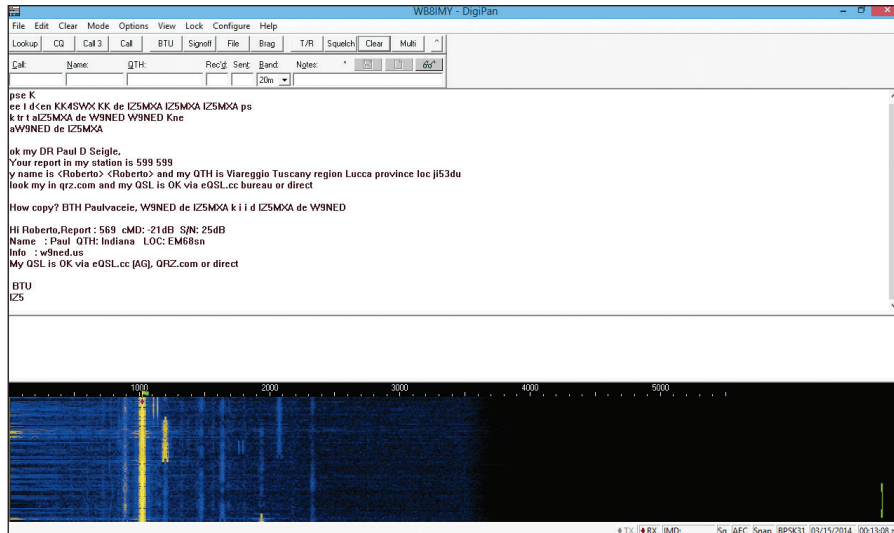 WB8IMY - DigiPan
File Edit Clear Mode Options View Lock Configure Help
Lookup CQ Call 3 Call BTU Signoff File Brag T/R Squelch Clear Multi ^
Call: Name: QTH: Rec'd: Sent: Band: Notes: *
20m
pse K
ee I d<en KK4SWX KK de IZ5MXA IZ5MXA IZ5MXA ps
k tr t alZ5MXA de W9NED W9NED Kne
aW9NED de IZ5MXA
ok my DR Paul D Seigle,
Your report in my station is 599 599
y name is <Roberto> <Roberto> and my QTH is Viareggio Tuscany region Lucca province loc ji53du
look my in qrz.com and my QSL is OK via eQSL.cc bureau or direct
How copy? BTH Paulvaceie, W9NED de IZ5MXA k i i d IZ5MXA de W9NED
Hi Roberto,Report : 569 cMD: -21dB S/N: 25dB
Name : Paul QTH: Indiana LOC: EM68sn
Info : w9ned.us
My QSL is OK via eQSL.cc (AG), QRZ.com or direct
BTU
IZ5
1000 2000 3000 4000 5000
TX RX IMD: Sq AFC Snap BPSK31 03/15/2014 00:13:08 z